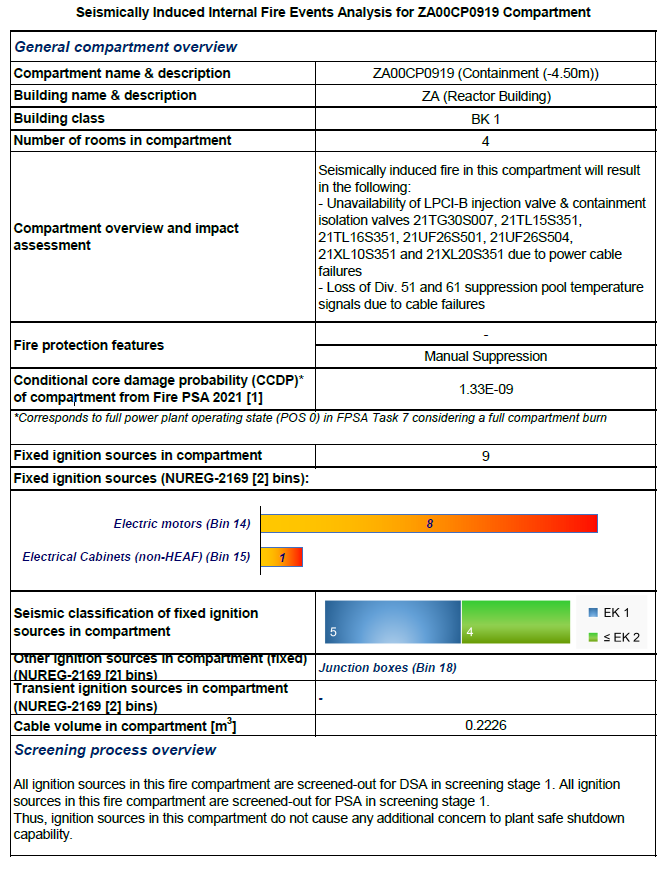 Seismically Induced Internal Fire Events Analysis for ZA00CP0919 Compartment
General compartment overview
Compartment name & description
ZA00CP0919 (Containment (-4.50m))
Building name & description
ZA (Reactor Building)
Building class
BK 1
Number of rooms in compartment
4
Compartment overview and impact
assessment
Seismically induced fire in this compartment will result
in the following:
- Unavailability of LPCI-B injection valve & containment
isolation valves 21TG30S007, 21TL15S351,
21TL16S351, 21UF26S501, 21UF26S504,
21XL10S351 and 21XL20S351 due to power cable
failures
- Loss of Div. 51 and 61 suppression pool temperature
signals due to cable failures
Fire protection features
-
Manual Suppression
Conditional core damage probability (CCDP)*
of compartment from Fire PSA 2021 [1]
1.33E-09
*Corresponds to full power plant operating state (POS 0) in FPSA Task 7 considering a full compartment burn
Fixed ignition sources in compartment
9
Fixed ignition sources (NUREG-2169 [2] bins):
Electric motors (Bin 14)
8
Electrical Cabinets (non-HEAF) (Bin 15)
1
Seismic classification of fixed ignition
sources in compartment
5
4
EK 1
≤ EK 2
Other ignition sources in compartment (fixed)
(NUREG-2169 [2] bins)
Junction boxes (Bin 18)
Transient ignition sources in compartment
(NUREG-2169 [2] bins)
-
Cable volume in compartment [m³]
0.2226
Screening process overview
All ignition sources in this fire compartment are screened-out for DSA in screening stage 1. All ignition
sources in this fire compartment are screened-out for PSA in screening stage 1.
Thus, ignition sources in this compartment do not cause any additional concern to plant safe shutdown
capability.